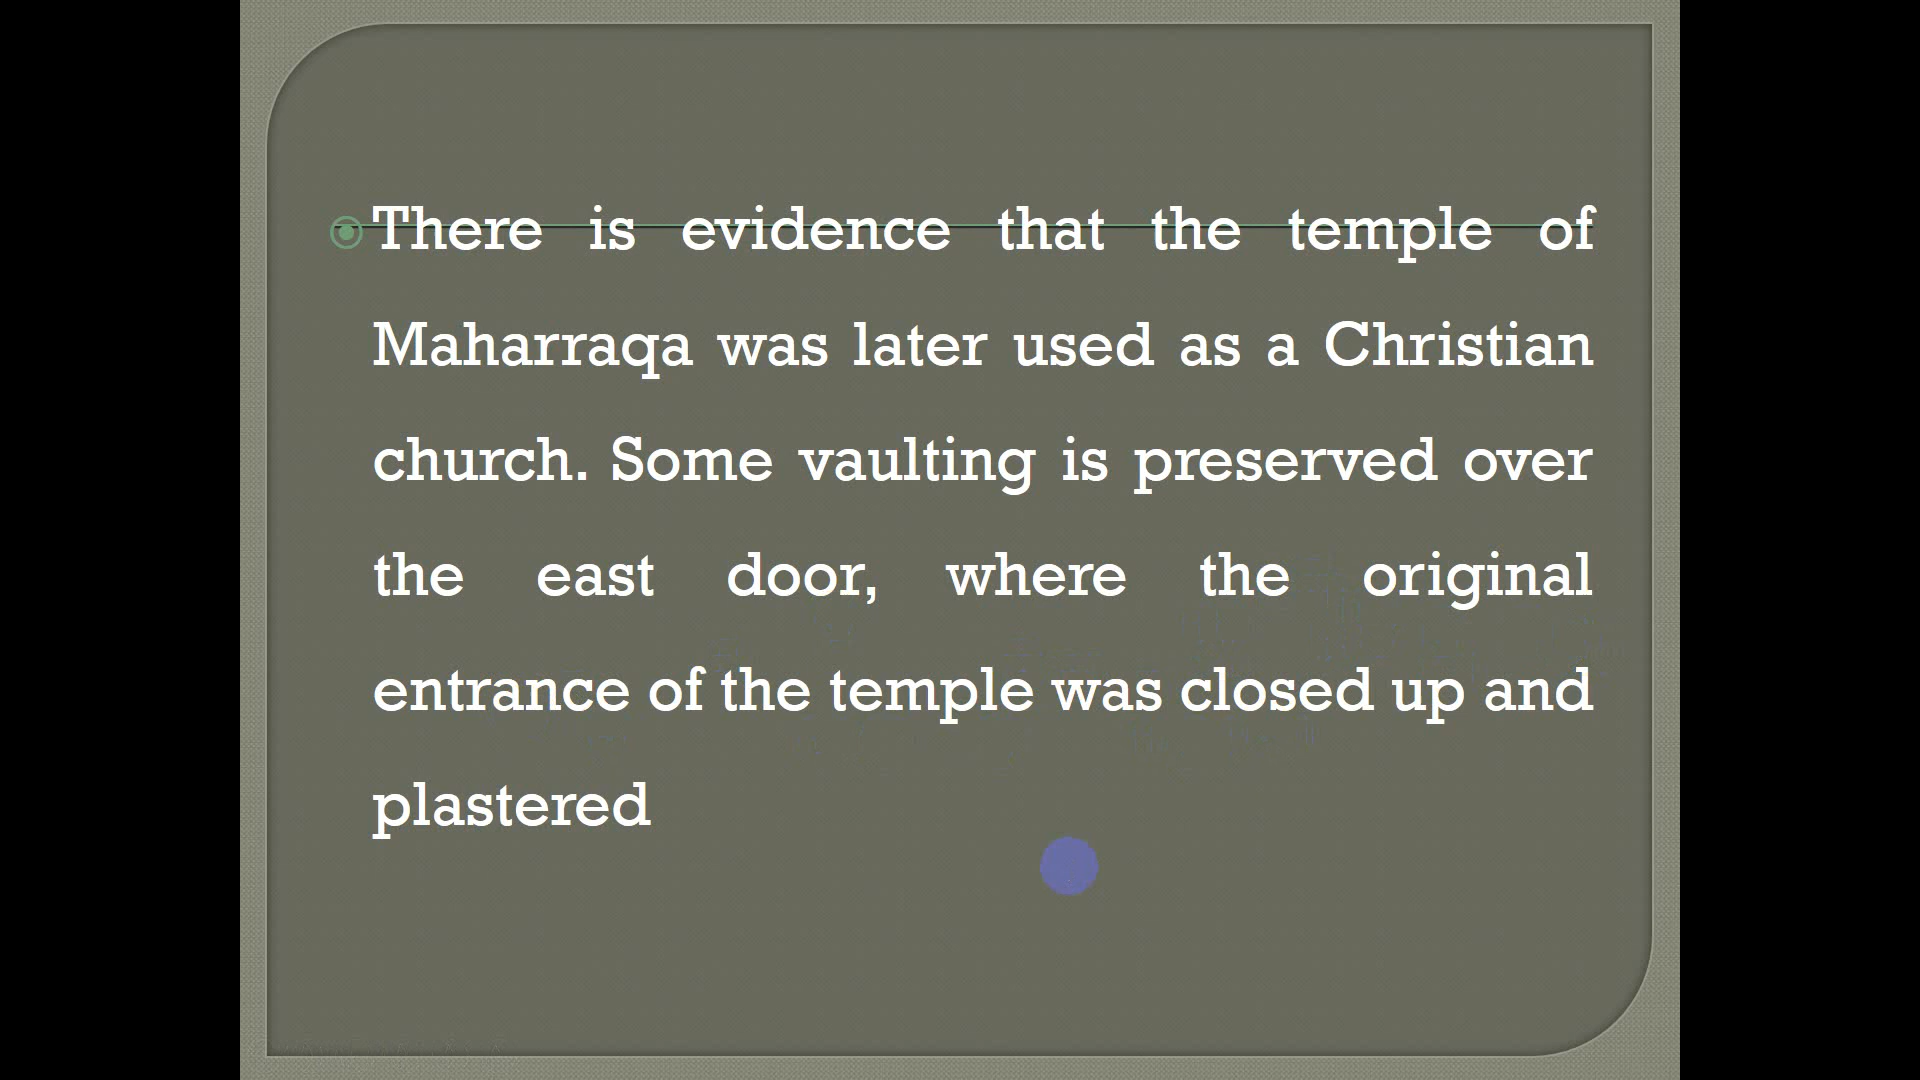 There is evidence that the temple of
Maharraqa was later used as a Christian
church. Some vaulting is preserved over
the east door, where the original
entrance of the temple was closed up and
plastered